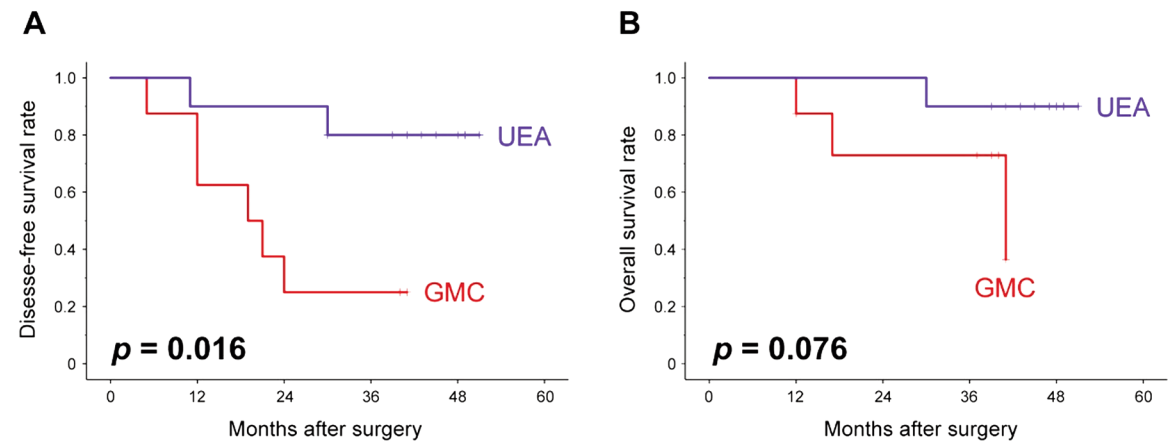 A
Disesse-free survival rate
1.0
0.8
0.6
0.4
0.2
0
UEA
GMC
p = 0.016
0 12 24 36 48 60
Months after surgery
B
Overall survival rate
1.0
0.8
0.6
0.4
0.2
0
UEA
GMC
p = 0.076
0 12 24 36 48 60
Months after surgery